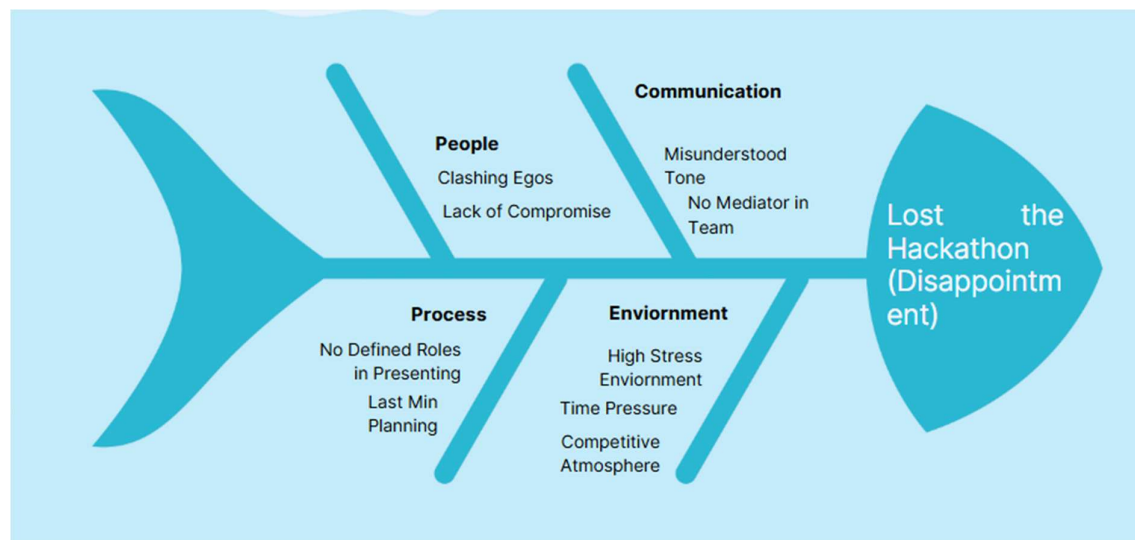 People
Clashing Egos
Lack of Compromise
Communication
Misunderstood
Tone
No Mediator in
Team
Process
No Defined Roles
in Presenting
Last Min
Planning
Enviornment
High Stress
Enviornment
Time Pressure
Competitive
Atmosphere
Lost the
Hackathon
(Disappointm
ent)